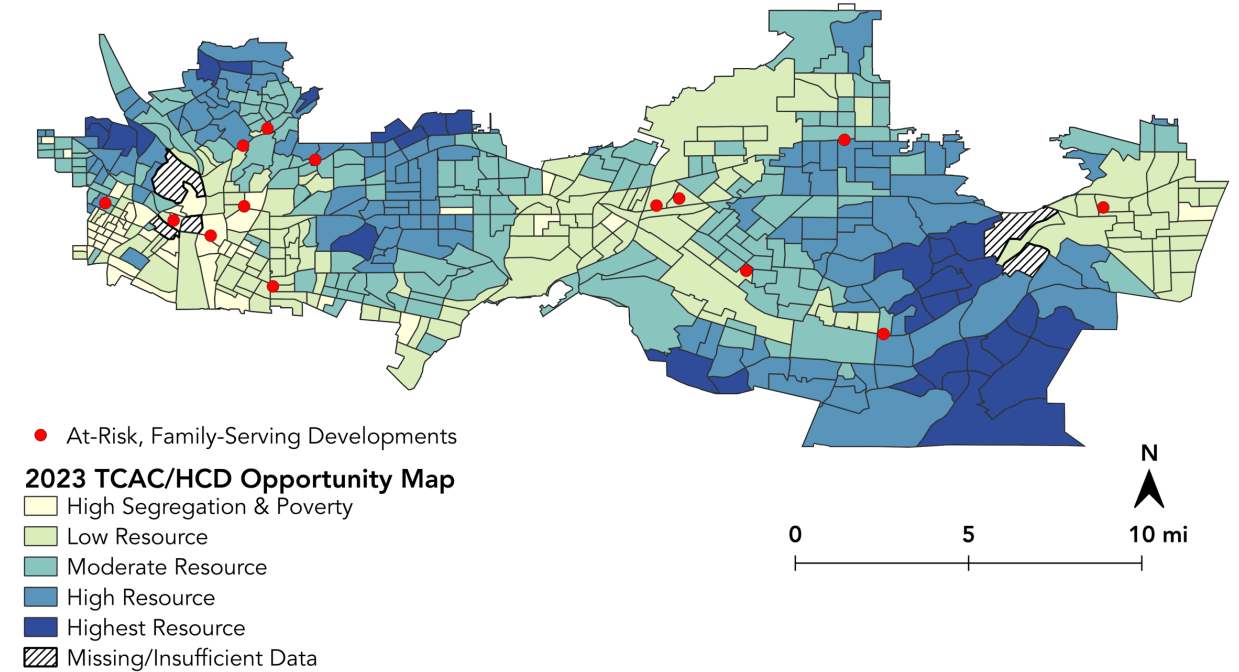 At-Risk, Family-Serving Developments
2023 TCAC/HCD Opportunity Map
High Segregation & Poverty
Low Resource
Moderate Resource
High Resource
Highest Resource
Missing/Insufficient Data
N
0 5 10 mi